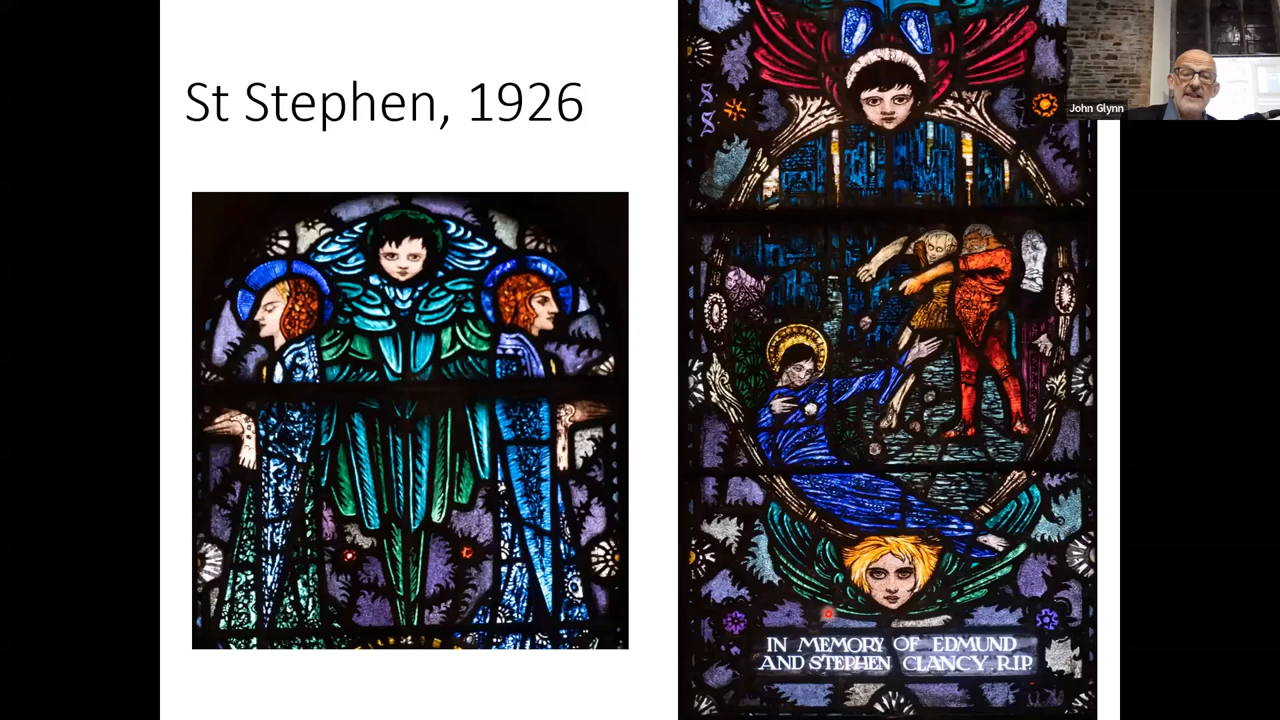 St Stephen, 1926
John Glynn
IN MEMORY OF EDMUND
AND STEPHEN CLANCY. R.I.P.